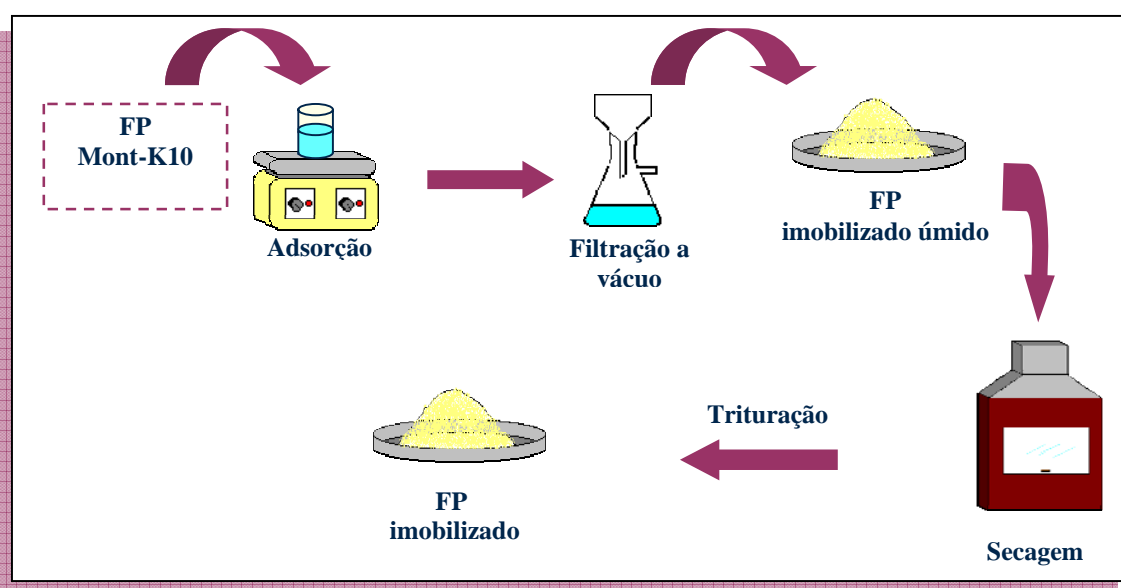 FP
Mont-K10
Adsorção
Filtração a
vácuo
FP
imobilizado úmido
Secagem
Trituração
FP
imobilizado